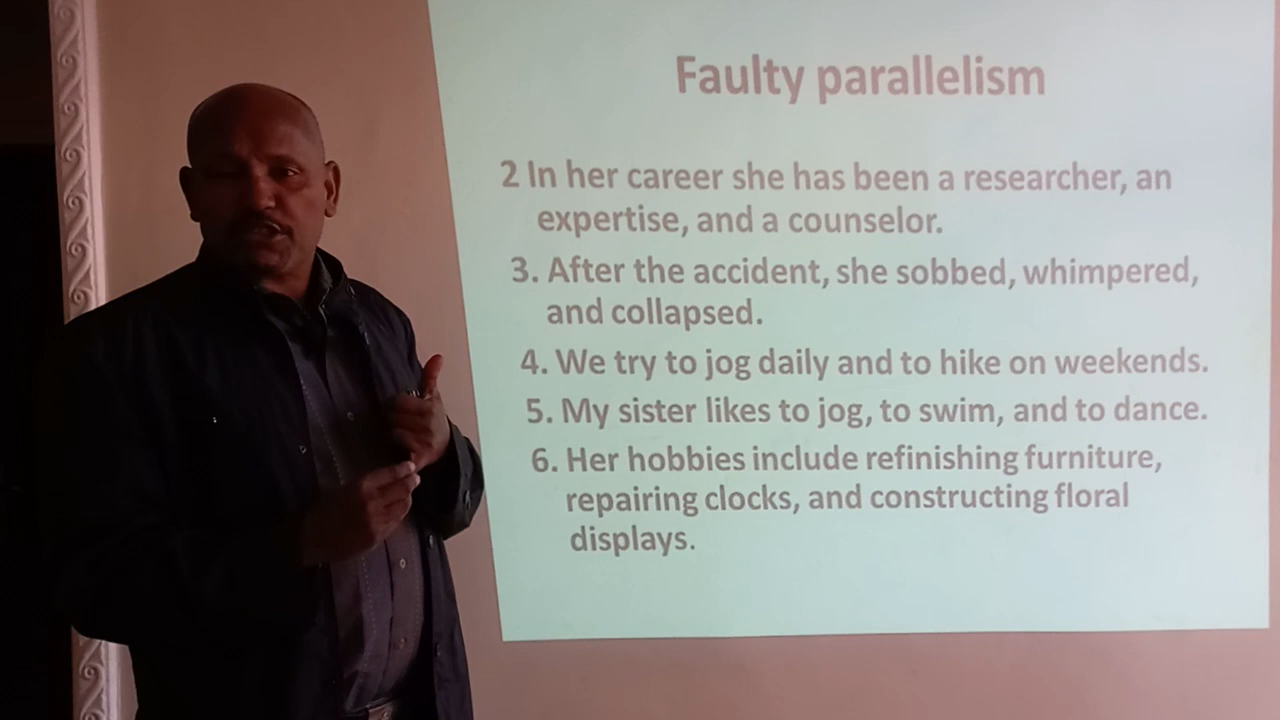 Faulty parallelism
2 In her career she has been a researcher, an
expertise, and a counselor.
3. After the accident, she sobbed, whimpered,
and collapsed.
4. We try to jog daily and to hike on weekends.
5. My sister likes to jog, to swim, and to dance.
6. Her hobbies include refinishing furniture,
repairing clocks, and constructing floral
displays.